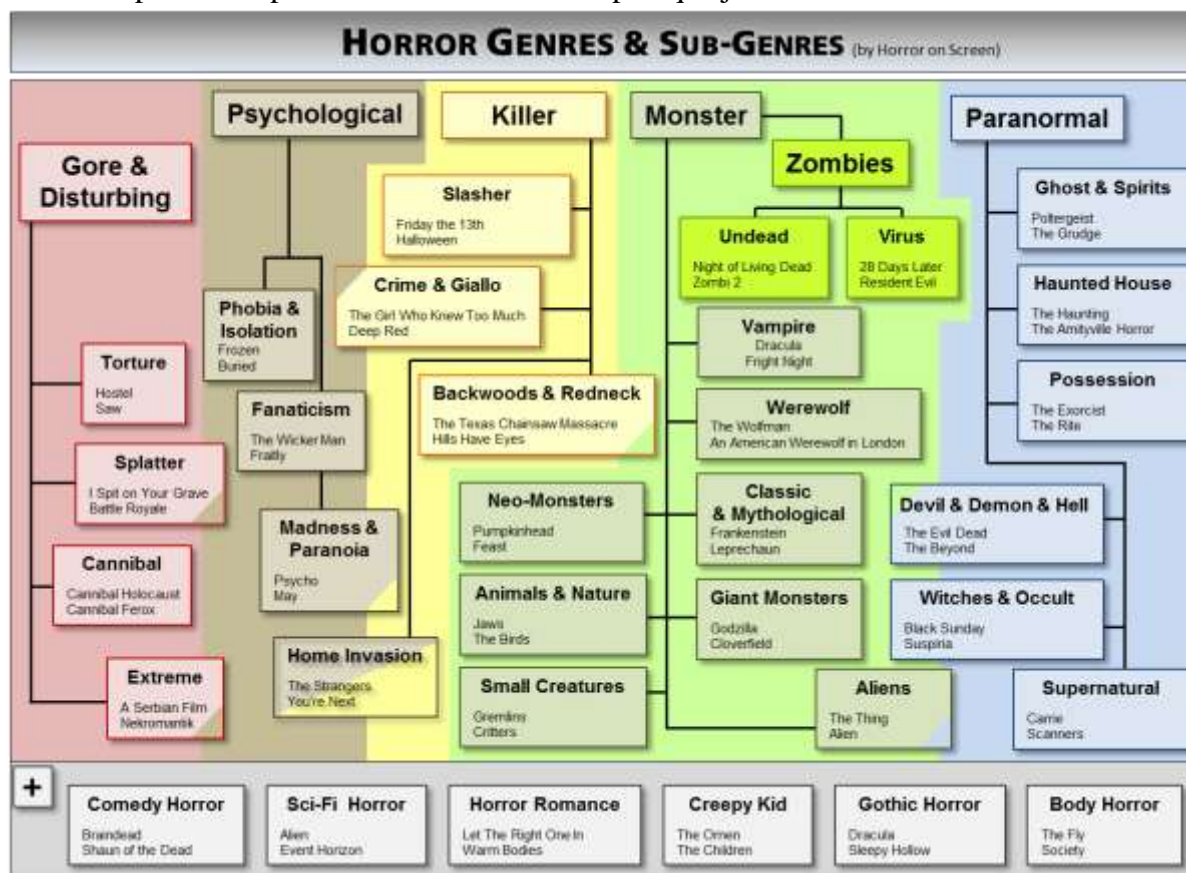 HORROR GENRES & SUB-GENRES (by Horror on Screen)
Gore &
Disturbing
Torture
Hostel
Saw
Splatter
I Spit on Your Grave
Battle Royale
Cannibal
Cannibal Holocaust
Cannibal Ferox
Extreme
A Serbian Film
Nekromantik
Psychological
Phobia &
Isolation
Frozen
Buried
Fanaticism
The Wicker Man
Frailty
Madness &
Paranoia
Psycho
May
Home Invasion
The Strangers
You're Next
Killer
Slasher
Friday the 13th
Halloween
Crime & Giallo
The Girl Who Knew Too Much
Deep Red
Backwoods & Redneck
The Texas Chainsaw Massacre
Hills Have Eyes
Monster
Zombies
Undead
Night of Living Dead
Zombi 2
Virus
28 Days Later
Resident Evil
Vampire
Dracula
Fright Night
Werewolf
The Wolfman
An American Werewolf in London
Neo-Monsters
Pumpkinhead
Feast
Classic
& Mythological
Frankenstein
Leprechaun
Animals & Nature
Jaws
The Birds
Giant Monsters
Godzilla
Cloverfield
Small Creatures
Gremlins
Critters
Aliens
The Thing
Alien
Paranormal
Ghost & Spirits
Poltergeist
The Grudge
Haunted House
The Haunting
The Amityville Horror
Possession
The Exorcist
The Rite
Devil & Demon & Hell
The Evil Dead
The Beyond
Witches & Occult
Black Sunday
Suspiria
Supernatural
Carrie
Scanners
+
Comedy Horror
Braindead
Shaun of the Dead
Sci-Fi Horror
Alien
Event Horizon
Horror Romance
Let The Right One In
Warm Bodies
Creepy Kid
The Omen
The Children
Gothic Horror
Dracula
Sleepy Hollow
Body Horror
The Fly
Society